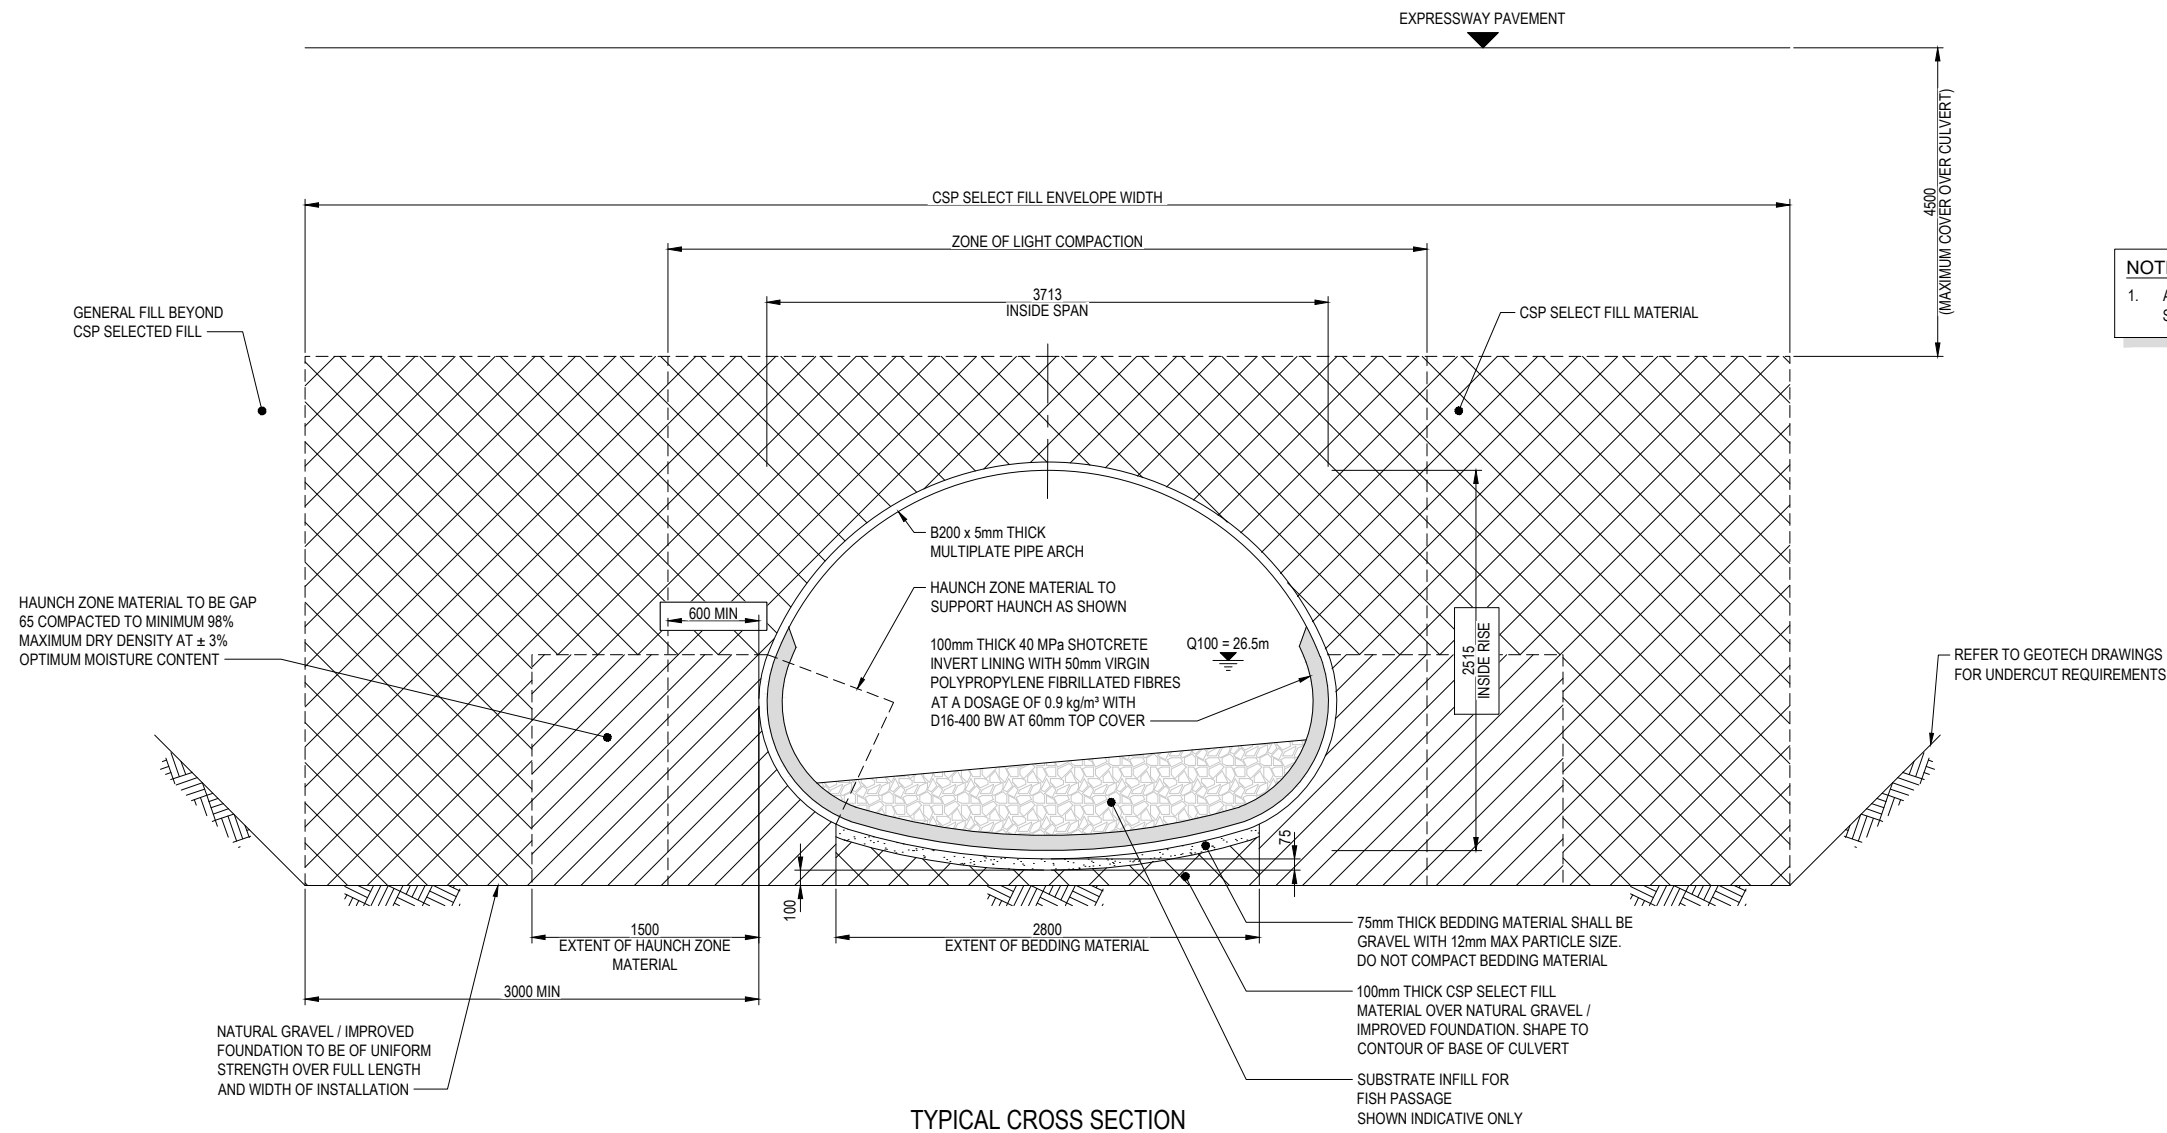 EXPRESSWAY PAVEMENT
4500
(MAXIMUM COVER OVER CULVERT)
CSP SELECT FILL ENVELOPE WIDTH
ZONE OF LIGHT COMPACTION
3713
INSIDE SPAN
GENERAL FILL BEYOND
CSP SELECTED FILL
CSP SELECT FILL MATERIAL
1.
B200 x 5mm THICK
MULTIPLATE PIPE ARCH
HAUNCH ZONE MATERIAL TO
SUPPORT HAUNCH AS SHOWN
HAUNCH ZONE MATERIAL TO BE GAP
65 COMPACTED TO MINIMUM 98%
MAXIMUM DRY DENSITY AT ± 3%
OPTIMUM MOISTURE CONTENT
600 MIN
100mm THICK 40 MPa SHOTCRETE
INVERT LINING WITH 50mm VIRGIN
POLYPROPYLENE FIBRILLATED FIBRES
AT A DOSAGE OF 0.9 kg/m³ WITH
D16-400 BW AT 60mm TOP COVER
Q100 = 26.5m
2515
INSIDE RISE
REFER TO GEOTECH DRAWINGS
FOR UNDERCUT REQUIREMENTS
75
100
1500
EXTENT OF HAUNCH ZONE
MATERIAL
2800
EXTENT OF BEDDING MATERIAL
3000 MIN
75mm THICK BEDDING MATERIAL SHALL BE
GRAVEL WITH 12mm MAX PARTICLE SIZE.
DO NOT COMPACT BEDDING MATERIAL
100mm THICK CSP SELECT FILL
MATERIAL OVER NATURAL GRAVEL /
IMPROVED FOUNDATION. SHAPE TO
CONTOUR OF BASE OF CULVERT
NATURAL GRAVEL / IMPROVED
FOUNDATION TO BE OF UNIFORM
STRENGTH OVER FULL LENGTH
AND WIDTH OF INSTALLATION
SUBSTRATE INFILL FOR
FISH PASSAGE
SHOWN INDICATIVE ONLY
TYPICAL CROSS SECTION